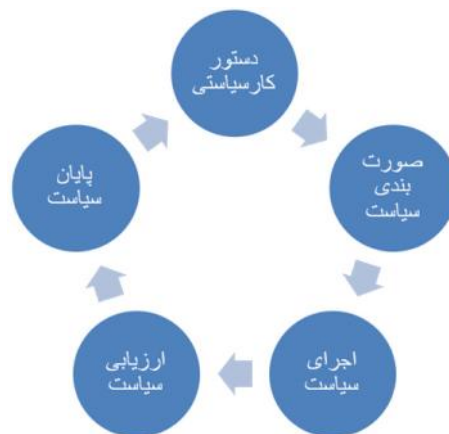 دستور
کارسیاستی
صورت
بندی
سیاست
اجرای
سیاست
ارزیابی
سیاست
پایان
سیاست